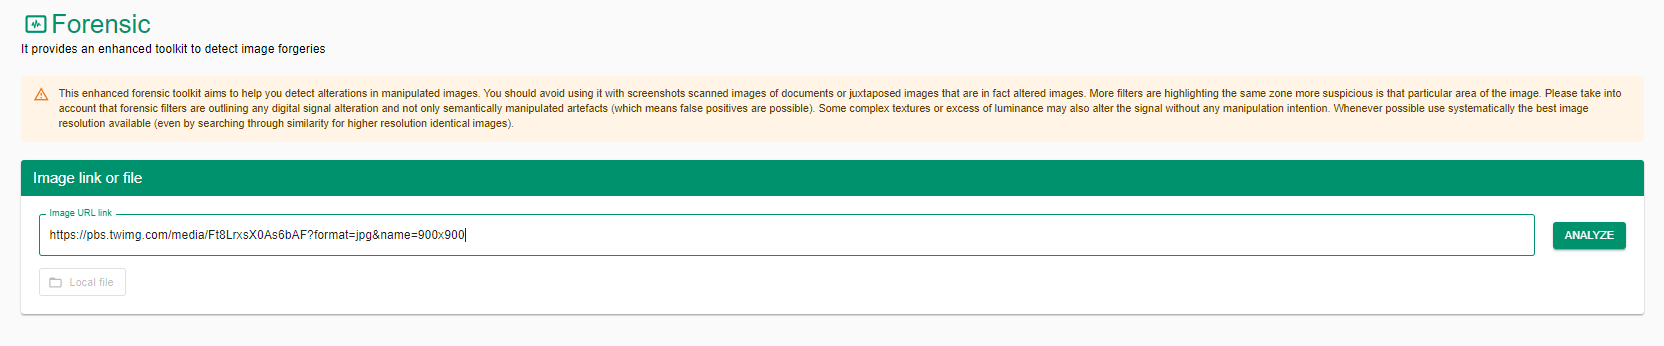 Forensic
It provides an enhanced toolkit to detect image forgeries
This enhanced forensic toolkit aims to help you detect alterations in manipulated images. You should avoid using it with screenshots scanned images of documents or juxtaposed images that are in fact altered images. More filters are highlighting the same zone more suspicious is that particular area of the image. Please take into
account that forensic filters are outlining any digital signal alteration and not only semantically manipulated artefacts (which means false positives are possible). Some complex textures or excess of luminance may also alter the signal without any manipulation intention. Whenever possible use systematically the best image
resolution available (even by searching through similarity for higher resolution identical images).
Image link or file
Image URL link
https://pbs.twimg.com/media/Ft8LrxsX0As6bAF?format=jpg&name=900x900
ANALYZE
Local file